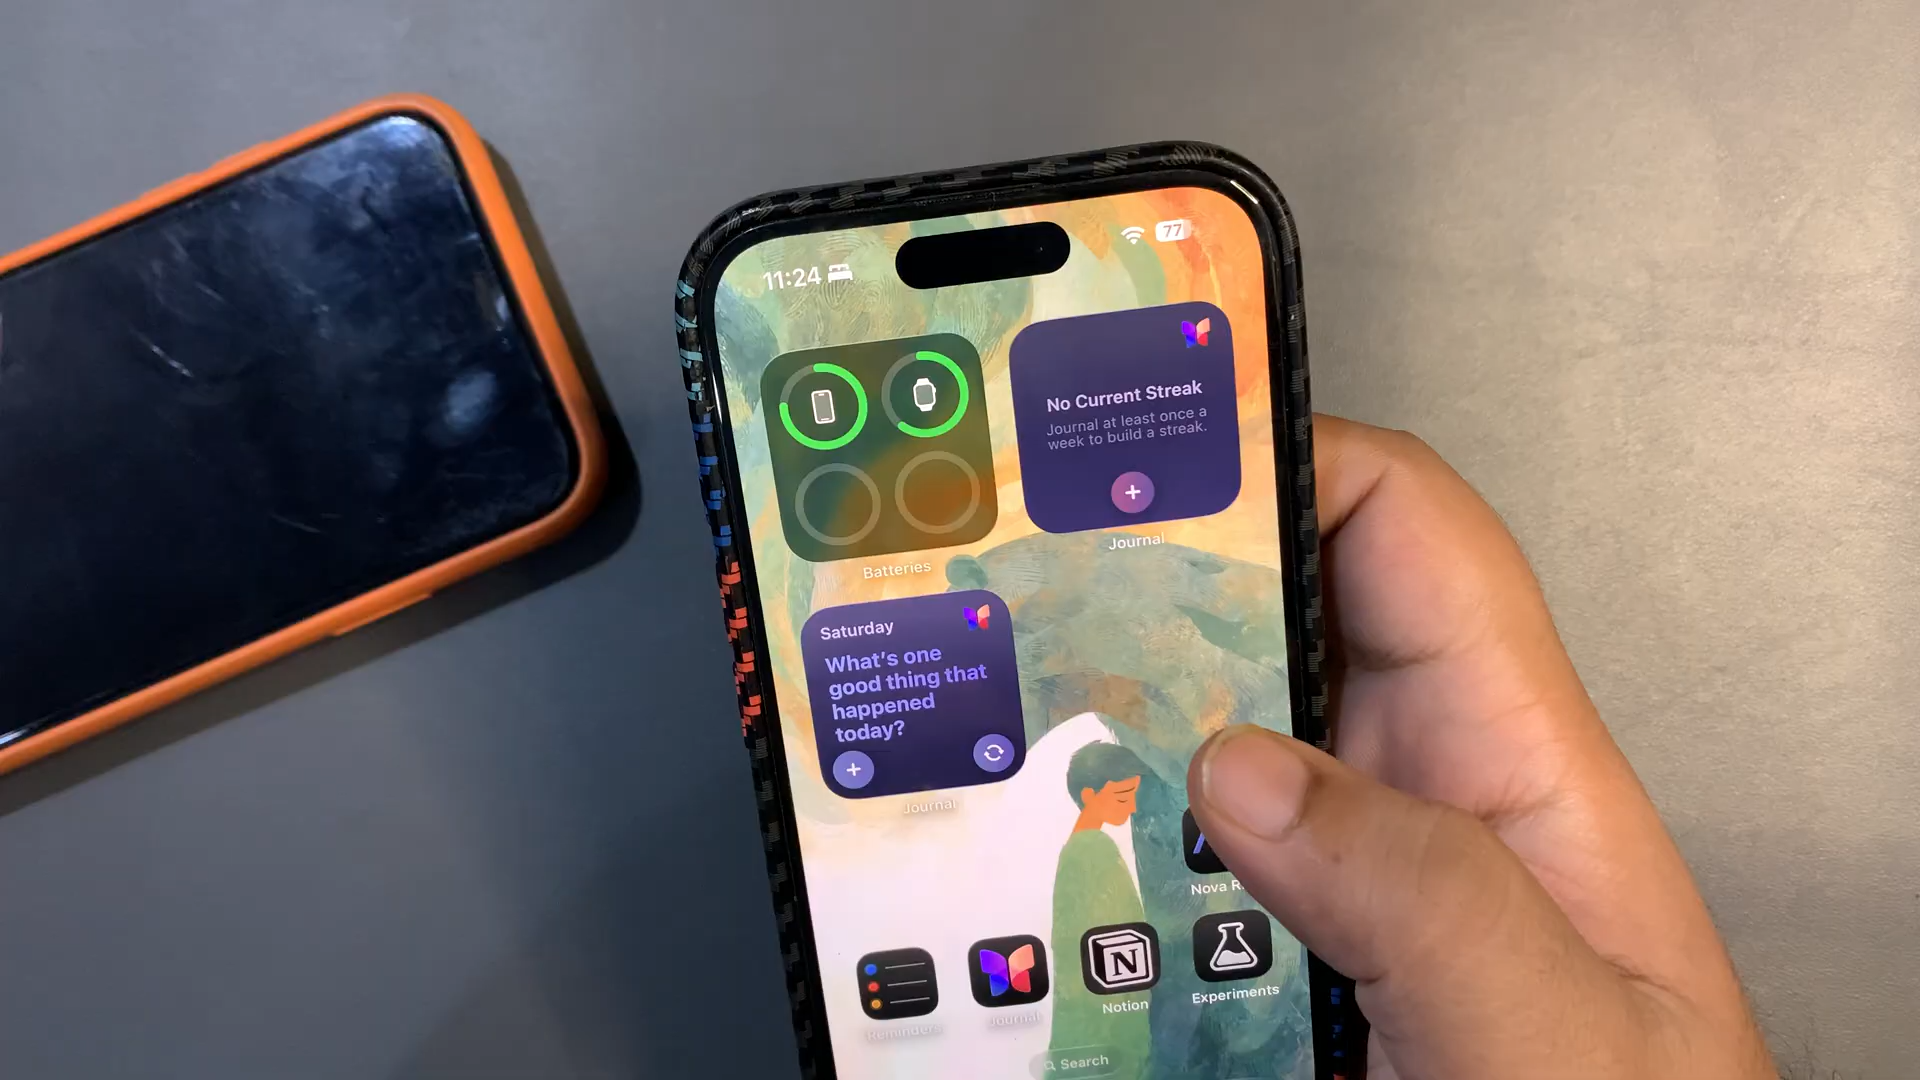 11:24
77
No Current Streak
Journal at least once a
week to build a streak.
Batteries
Journal
Saturday
What's one
good thing that
happened
today?
Journal
Nova R
Reminders
Journal
N
Notion
Experiments
Search